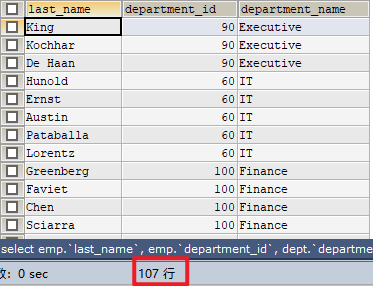 last_name department_id department_name
King 90 Executive
Kochhar 90 Executive
De Haan 90 Executive
Hunold 60 IT
Ernst 60 IT
Austin 60 IT
Pataballa 60 IT
Lorentz 60 IT
Greenberg 100 Finance
Faviet 100 Finance
Chen 100 Finance
Sciarra 100 Finance
select emp.`last_name`, emp.`department_id`, dept.`departme
: 0 sec 107 行